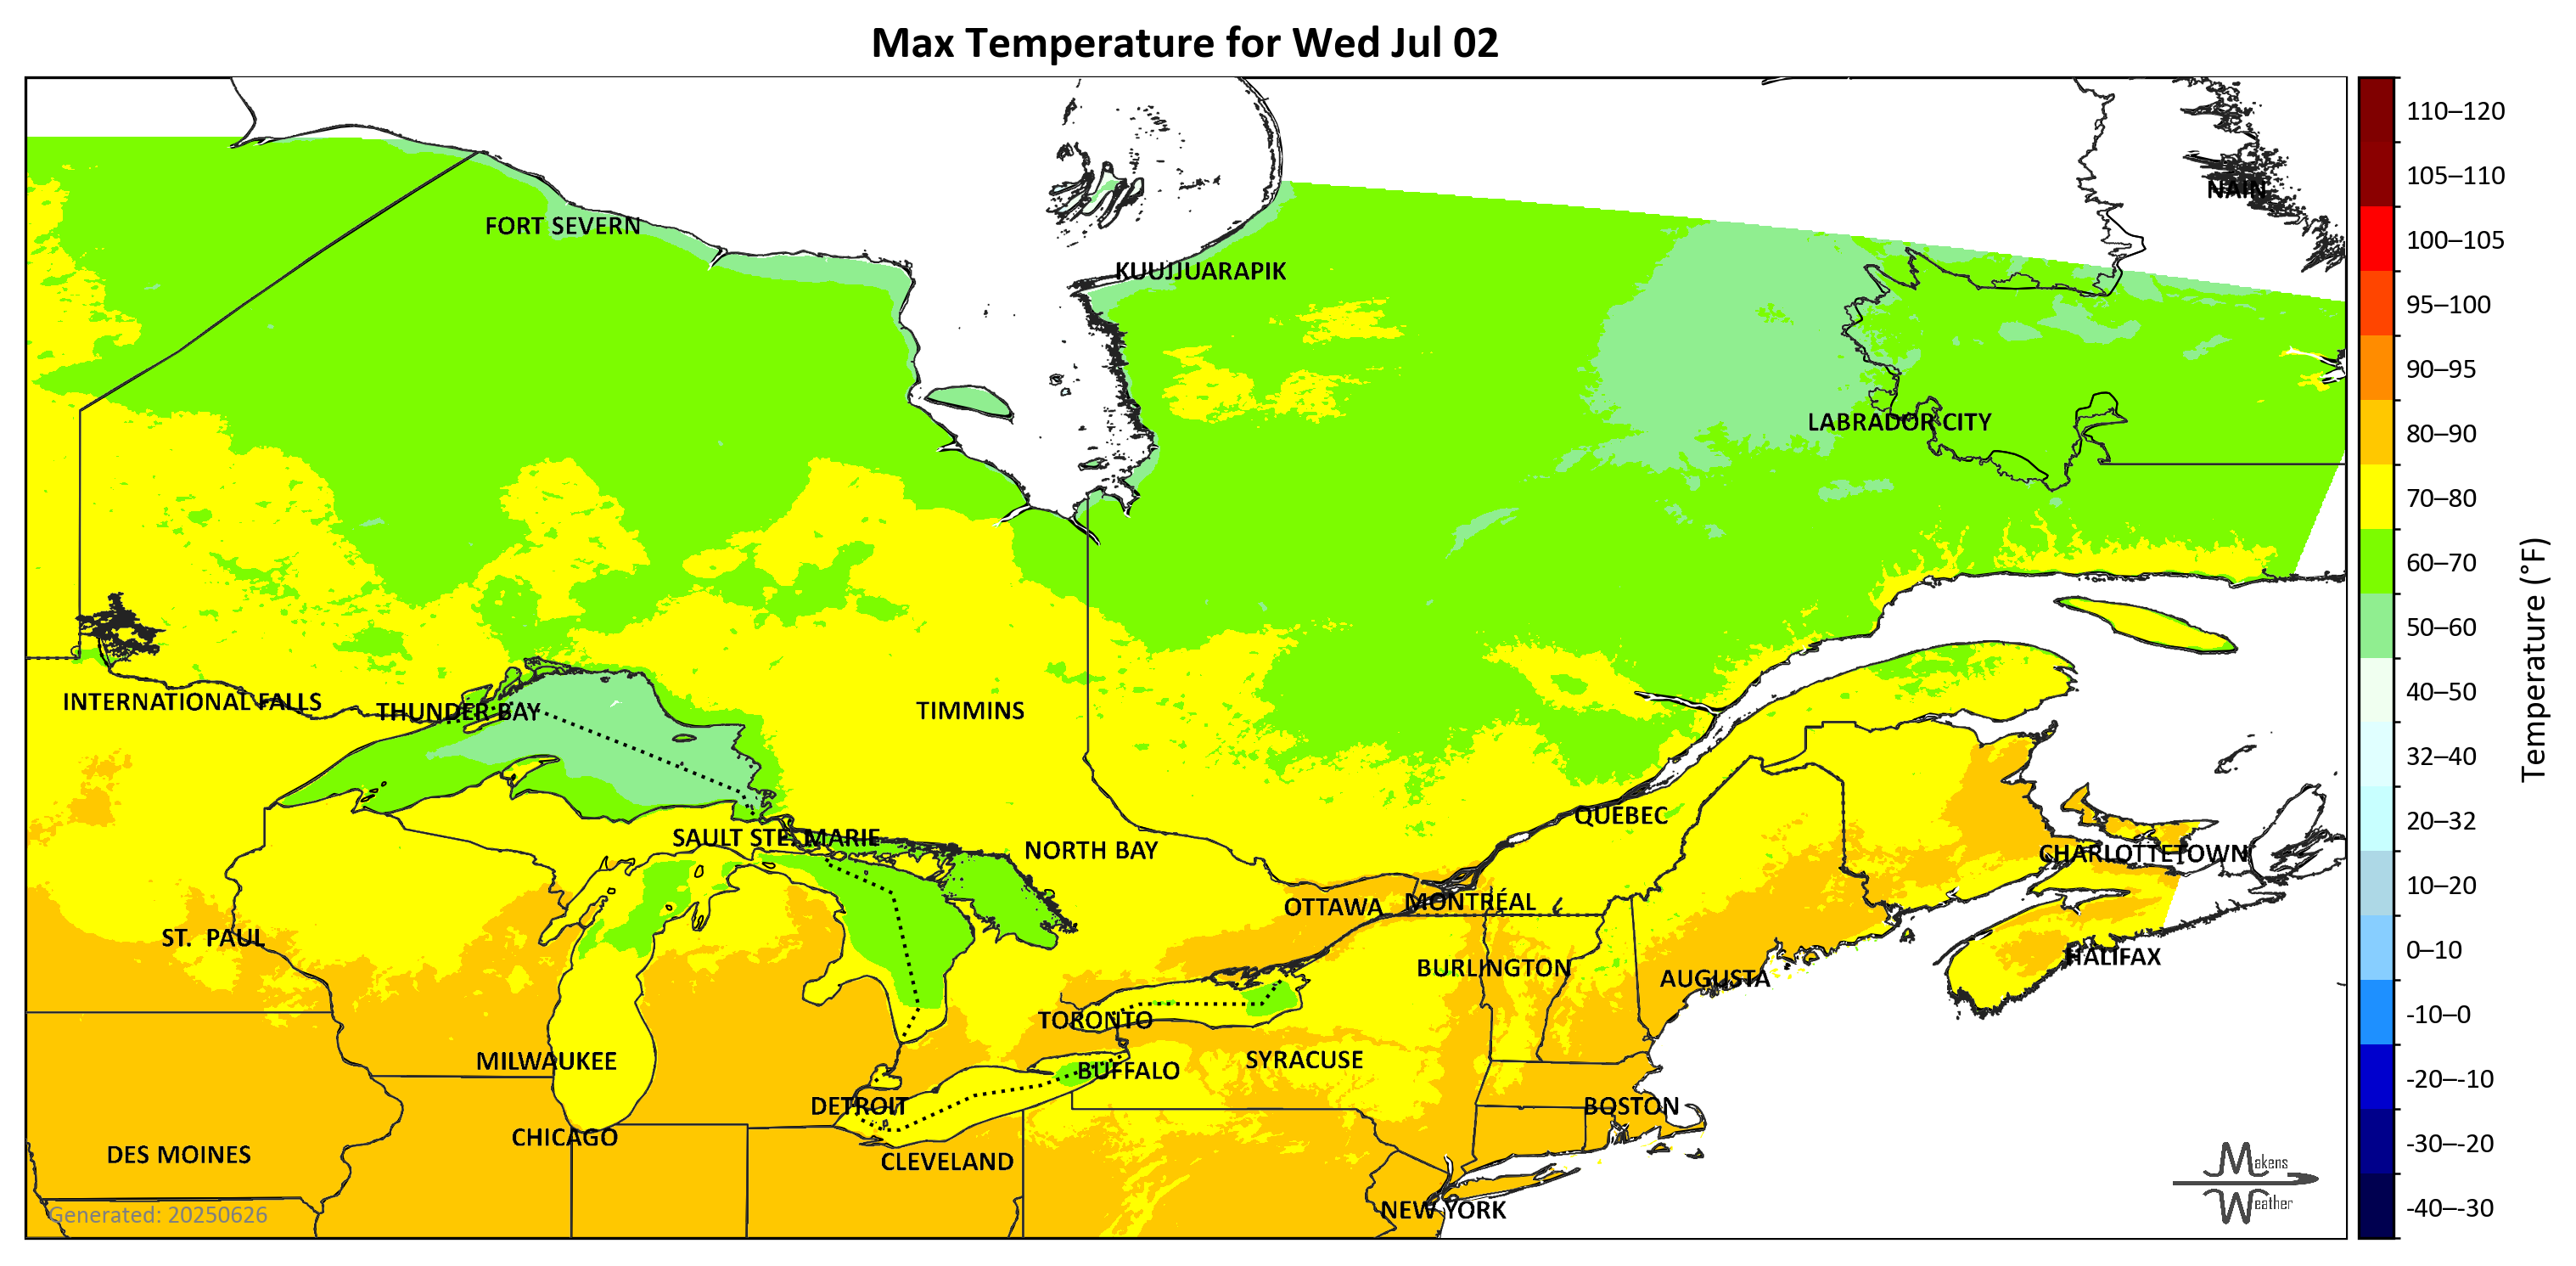 Max Temperature for Wed Jul 02
NAIN
FORT SEVERN
KUUJJUARAPIK
LABRADOR CITY
INTERNATIONAL FALLS
THUNDER BAY
TIMMINS
QUEBEC
SAULT STE. MARIE
NORTH BAY
CHARLOTTETOWN
OTTAWA
MONTRÉAL
ST. PAUL
HALIFAX
BURLINGTON
AUGUSTA
TORONTO
MILWAUKEE
SYRACUSE
BUFFALO
DETROIT
BOSTON
CHICAGO
DES MOINES
CLEVELAND
NEW YORK
Generated: 20250626
Makens
Weather
110–120
105–110
100–105
95–100
90–95
80–90
70–80
60–70
50–60
40–50
32–40
20–32
10–20
0–10
-10–0
-20–-10
-30–-20
-40–-30
Temperature (°F)